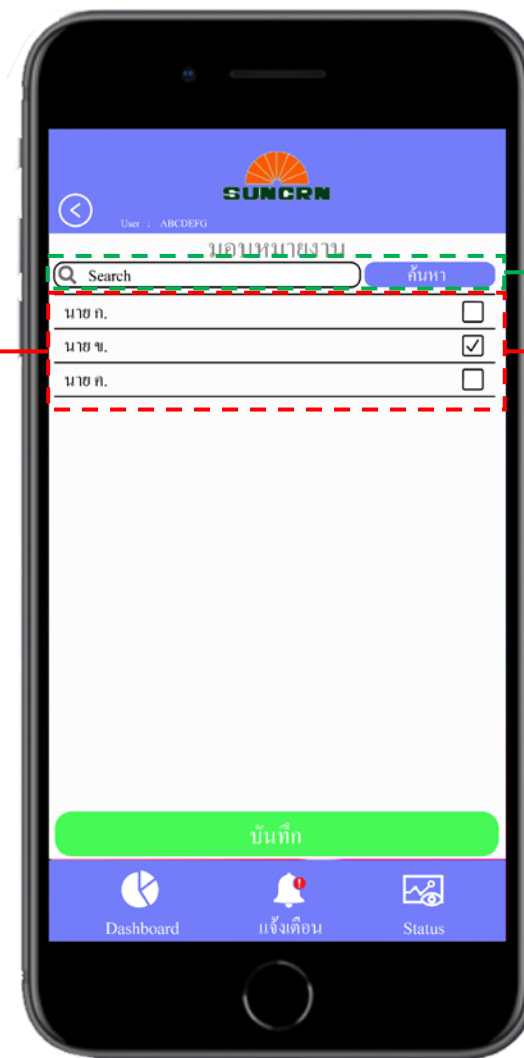 SUNCRN
User : ABCDEFG
มอบหมายงาน
Search
ค้นหา
นาย ก.
นาย ข.
นาย ค.
บันทึก
Dashboard
แจ้งเตือน
Status